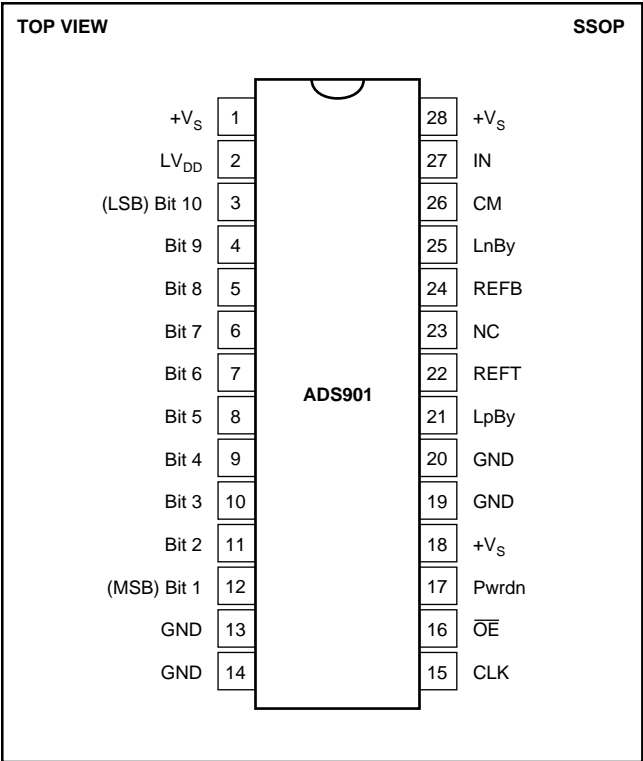 TOP VIEW SSOP
+VS 1 28 +VS
LVDD 2 27 IN
(LSB) Bit 10 3 26 CM
Bit 9 4 25 LnBy
Bit 8 5 24 REFB
Bit 7 6 23 NC
Bit 6 7 22 REFT
ADS901
Bit 5 8 21 LpBy
Bit 4 9 20 GND
Bit 3 10 19 GND
Bit 2 11 18 +VS
(MSB) Bit 1 12 17 Pwrdn
GND 13 16 O̅E̅
GND 14 15 CLK